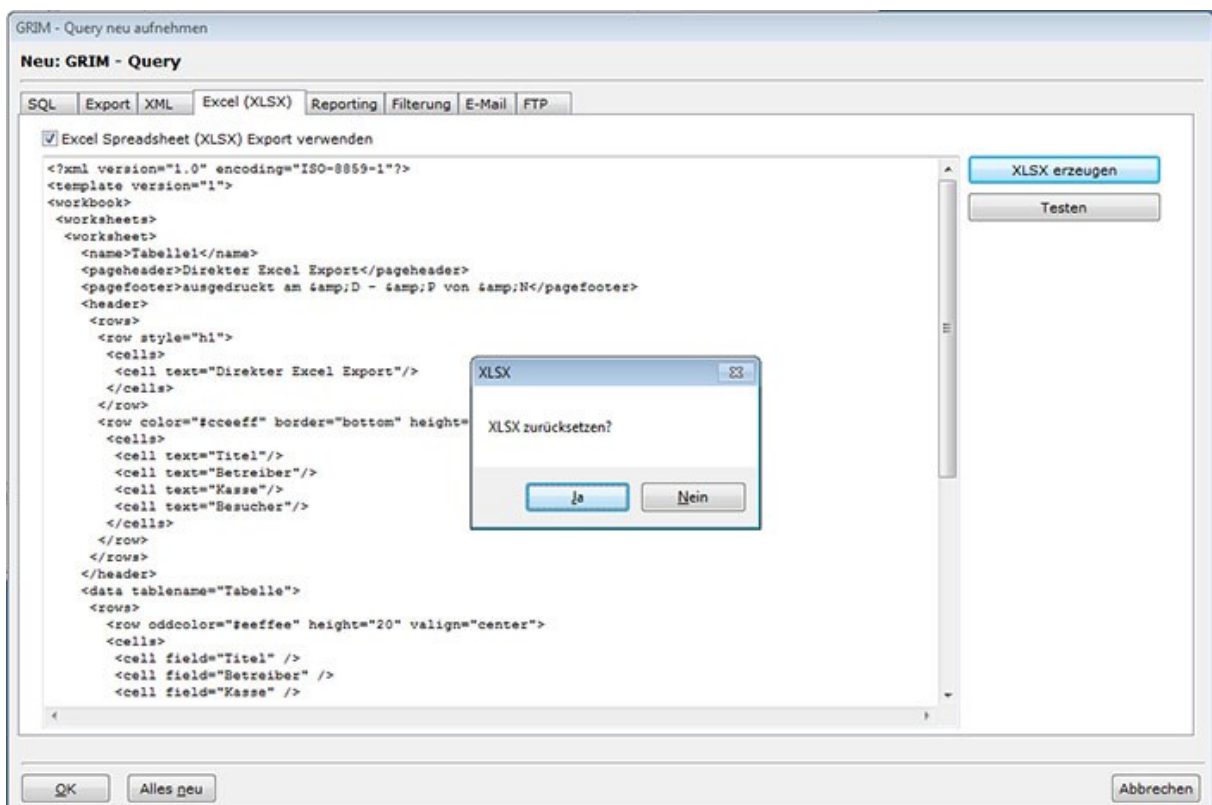 GRIM - Query neu aufnehmen
Neu: GRIM - Query
SQL Export XML Excel (XLSX) Reporting Filterung E-Mail FTP
Excel Spreadsheet (XLSX) Export verwenden
<?xml version="1.0" encoding="ISO-8859-1"?>
<template version="1">
<workbook>
<worksheets>
<worksheet>
<name>Tabelle1</name>
<pageheader>Direkter Excel Export</pageheader>
<pagefooter>ausgedruckt am &amp;D - &amp;P von &amp;N</pagefooter>
<header>
<rows>
<row style="h1">
<cells>
<cell text="Direkter Excel Export"/>
</cells>
</row>
<row color="#cceeff" border="bottom" height=
<cells>
<cell text="Titel"/>
<cell text="Betreiber"/>
<cell text="Kasse"/>
<cell text="Besucher"/>
</cells>
</row>
</rows>
</header>
<data tablename="Tabelle">
<rows>
<row oddcolor="#eeffee" height="20" valign="center">
<cells>
<cell field="Titel" />
<cell field="Betreiber" />
<cell field="Kasse" />
XLSX erzeugen
Testen
XLSX
XLSX zurücksetzen?
Ja Nein
OK Alles neu Abbrechen